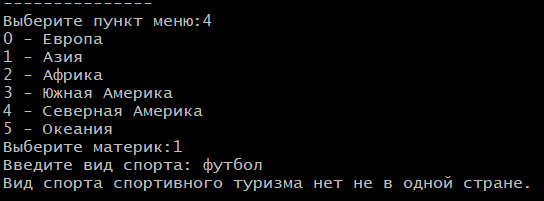 ---------------
Выберите пункт меню:4
0 - Европа
1 - Азия
2 - Африка
3 - Южная Америка
4 - Северная Америка
5 - Океания
Выберите материк:1
Введите вид спорта: футбол
Вид спорта спортивного туризма нет не в одной стране.